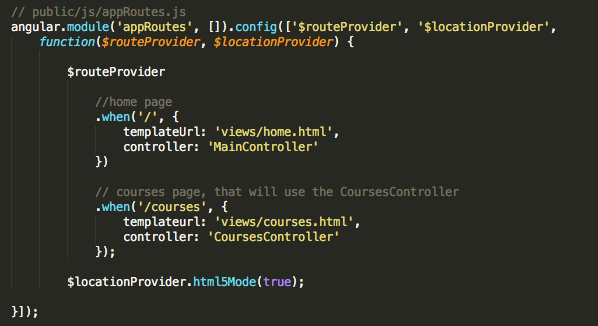 // public/js/appRoutes.js
angular.module('appRoutes', []).config(['$routeProvider', '$locationProvider',
function($routeProvider, $locationProvider) {
$routeProvider
//home page
.when('/', {
templateUrl: 'views/home.html',
controller: 'MainController'
})
// courses page, that will use the CoursesController
.when('/courses', {
templateurl: 'views/courses.html',
controller: 'CoursesController'
});
$locationProvider.html5Mode(true);
}]);